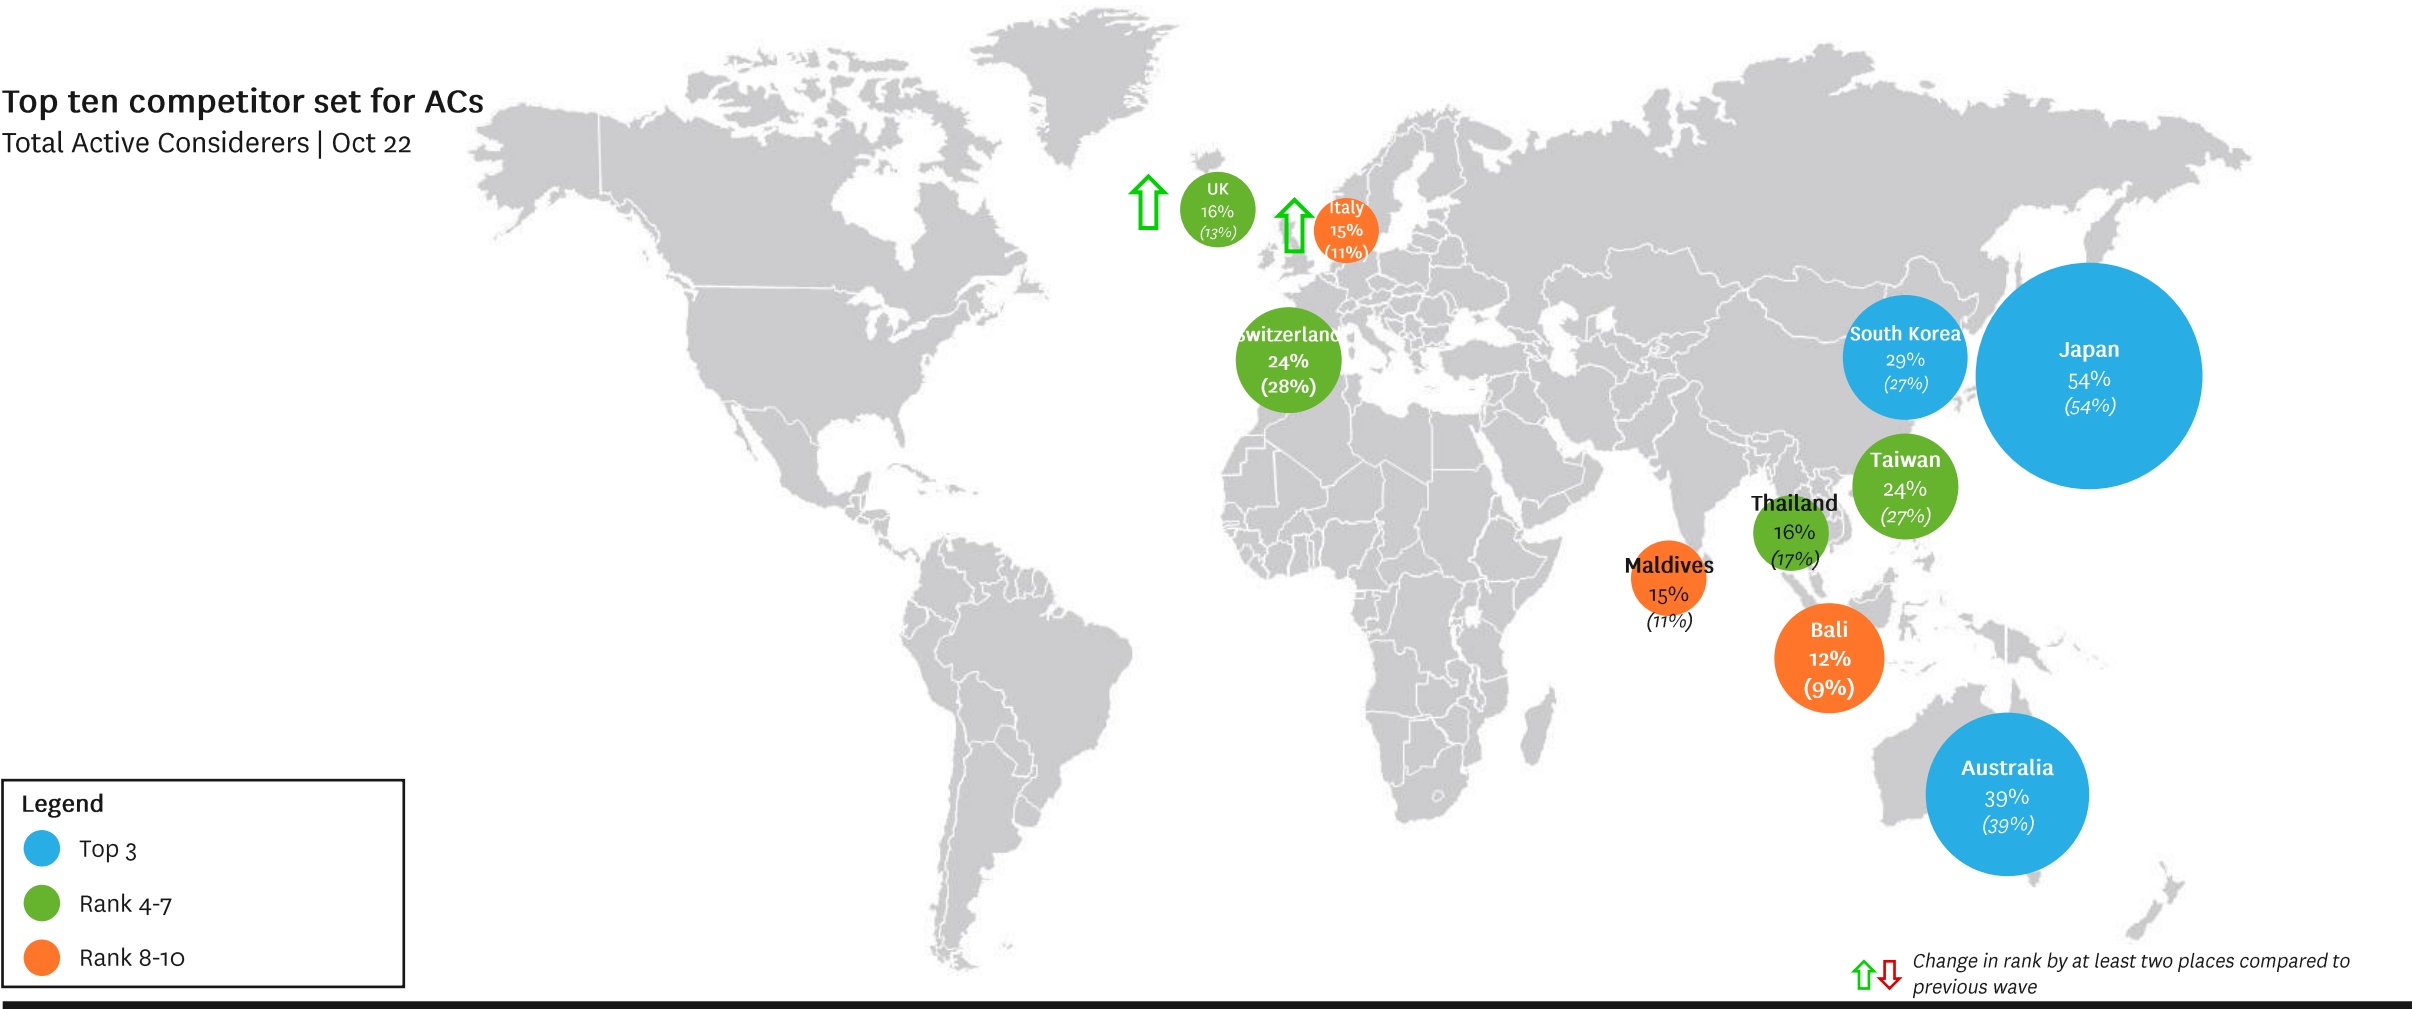 Top ten competitor set for ACs
Total Active Considerers | Oct 22
UK
16%
(13%)
Italy
15%
(11%)
Switzerland
24%
(28%)
South Korea
29%
(27%)
Japan
54%
(54%)
Taiwan
24%
(27%)
Thailand
16%
(17%)
Maldives
15%
(11%)
Bali
12%
(9%)
Australia
39%
(39%)
Legend
Top 3
Rank 4-7
Rank 8-10
Change in rank by at least two places compared to
previous wave